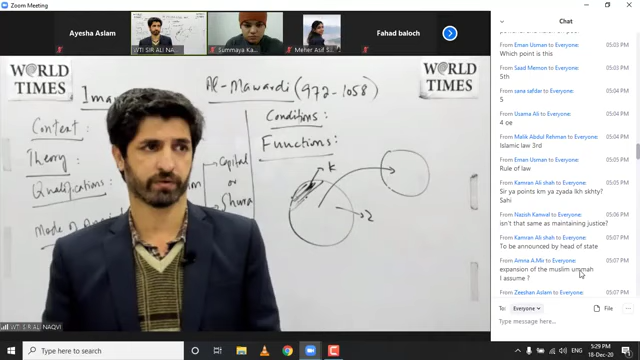 Zoom Meeting
Ayesha Aslam
WTI SIR ALI NA...
Summaya Ka...
Meher Asif S...
Fahad baloch
W@RLD
TIMES
W@RLD
TIMES
Al-Mawardi (972-1058)
Context:
Theory:
Qualifications:
Capital
or
Shura
Conditions:
Functions:
K
2
WTI SIR ALI NAQVI
Chat
From Eman Usman to Everyone: 05:03 PM
Which point is this
From Saad Memon to Everyone: 05:03 PM
5th
From sana safdar to Everyone: 05:04 PM
5
From Usama Ali to Everyone: 05:04 PM
4 oe
From Malik Abdul Rehman to Everyone: 05:04 PM
Islamic law 3rd
From Eman Usman to Everyone: 05:05 PM
Rule of law
From Kamran Ali shah to Everyone: 05:05 PM
Sir ya points km ya zyada ikh skhty?
Sahi
From Nazish Kanwal to Everyone: 05:07 PM
isn't that same as maintaining justice?
From Kamran Ali shah to Everyone: 05:07 PM
To be announced by head of state
From Amna A.Mir to Everyone: 05:07 PM
expansion of the muslim ummah
I assume ?
From Zeeshan Aslam to Everyone: 05:07 PM
To: Everyone
File
Type message here...
Type here to search
5:29 PM
18-Dec-20